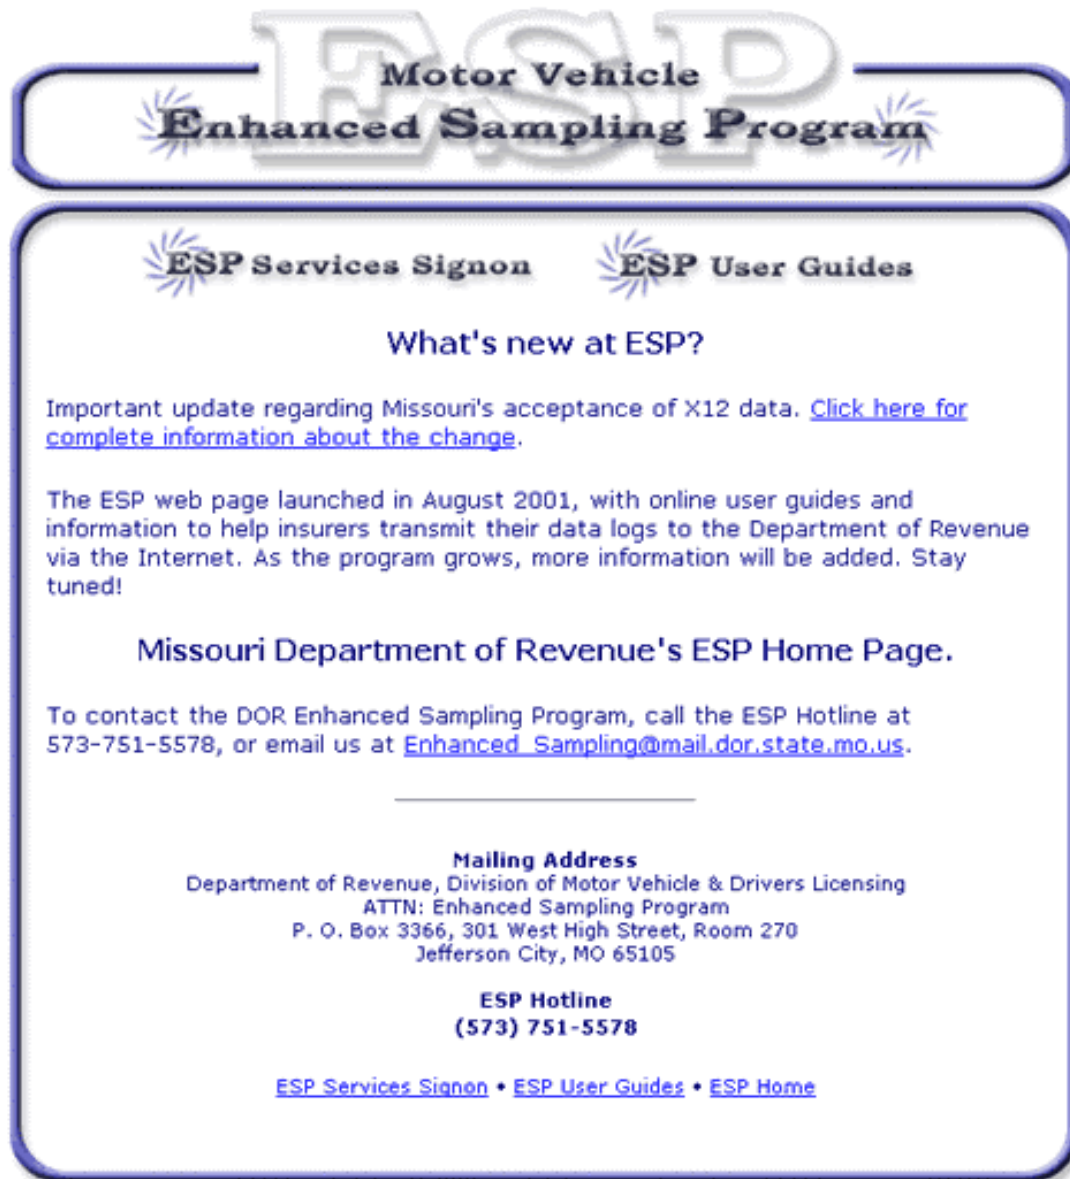 ESP
Motor Vehicle
Enhanced Sampling Program
ESP Services Signon
ESP User Guides
What's new at ESP?
Important update regarding Missouri's acceptance of X12 data. Click here for
complete information about the change.
The ESP web page launched in August 2001, with online user guides and
information to help insurers transmit their data logs to the Department of Revenue
via the Internet. As the program grows, more information will be added. Stay
tuned!
Missouri Department of Revenue's ESP Home Page.
To contact the DOR Enhanced Sampling Program, call the ESP Hotline at
573-751-5578, or email us at Enhanced_Sampling@mail.dor.state.mo.us.
Mailing Address
Department of Revenue, Division of Motor Vehicle & Drivers Licensing
ATTN: Enhanced Sampling Program
P. O. Box 3366, 301 West High Street, Room 270
Jefferson City, MO 65105
ESP Hotline
(573) 751-5578
ESP Services Signon • ESP User Guides • ESP Home